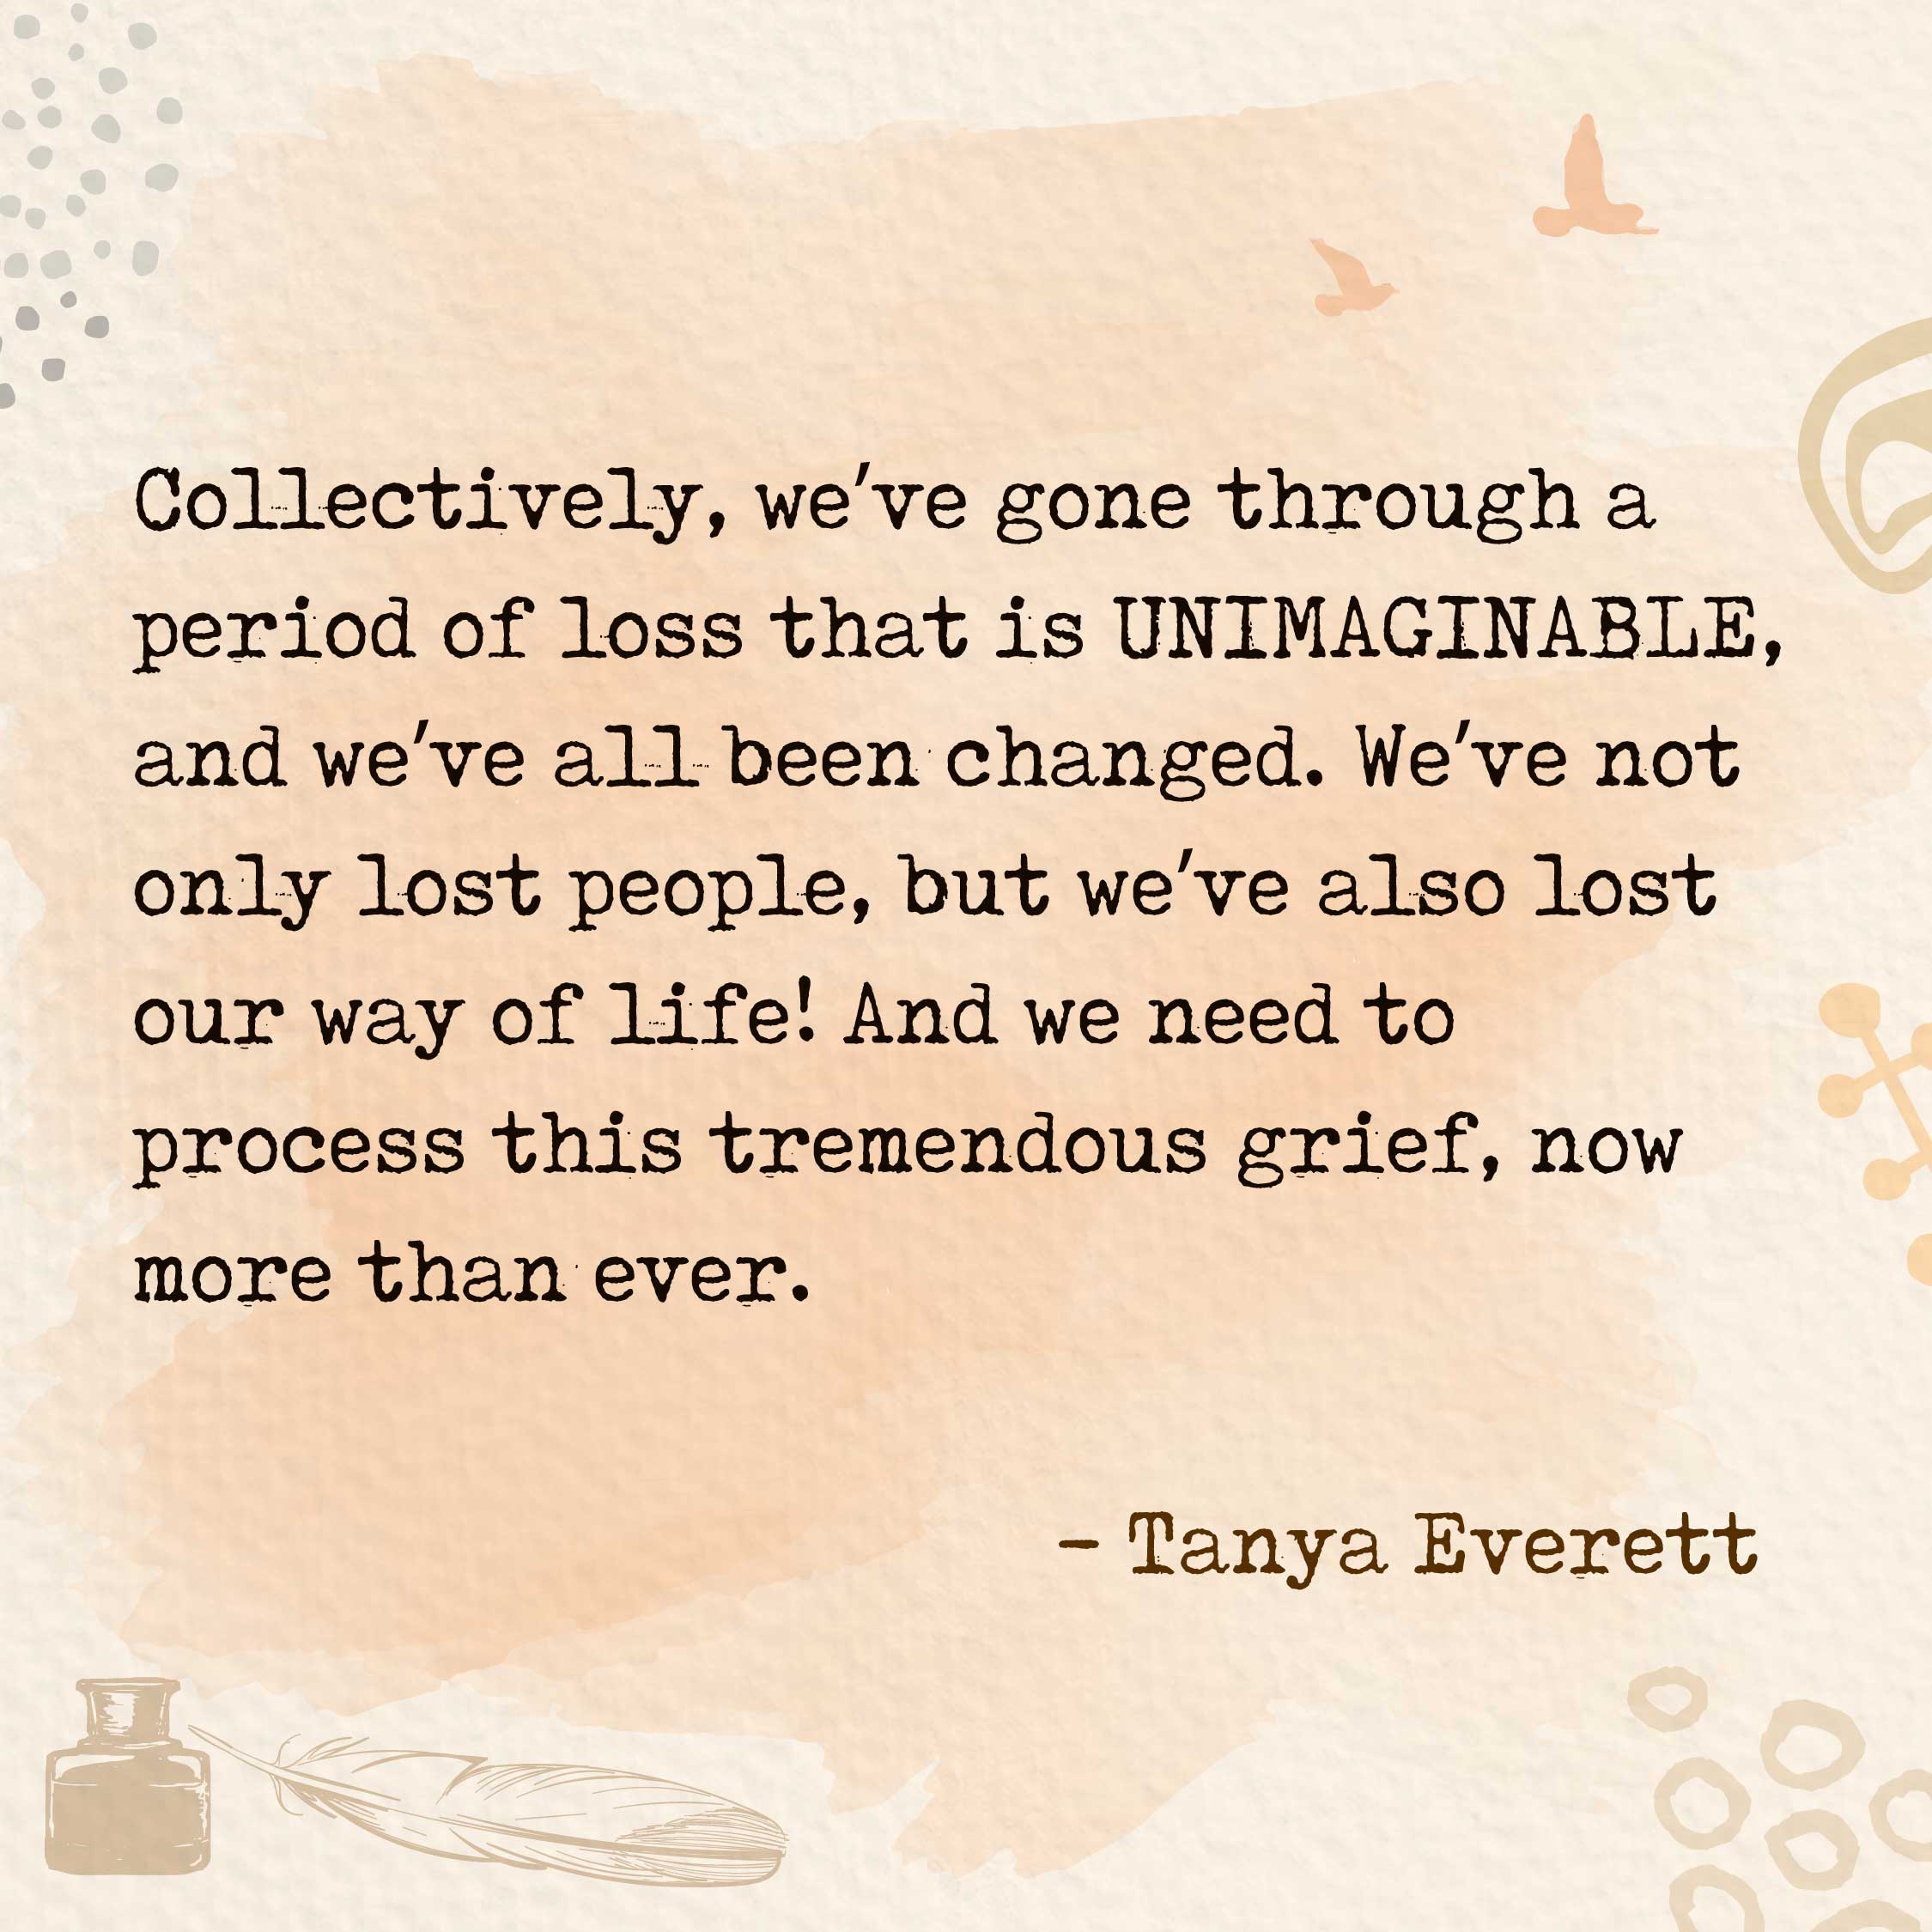 Collectively, we've gone through a
period of loss that is UNIMAGINABLE,
and we've all been changed. We've not
only lost people, but we've also lost
our way of life! And we need to
process this tremendous grief, now
more than ever.
- Tanya Everett